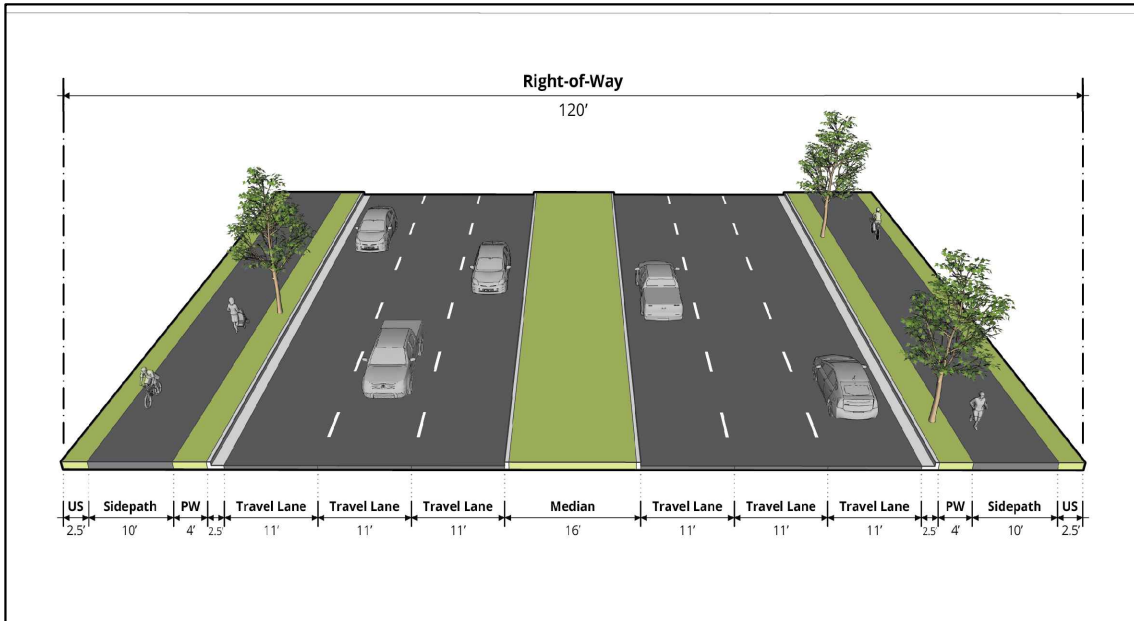 Right-of-Way
120’
US Sidepath PW Travel Lane Travel Lane Travel Lane Median Travel Lane Travel Lane Travel Lane PW Sidepath US
2.5’ 10’ 4’ 2.5’ 11’ 11’ 11’ 16’ 11’ 11’ 11’ 2.5’ 4’ 10’ 2.5’